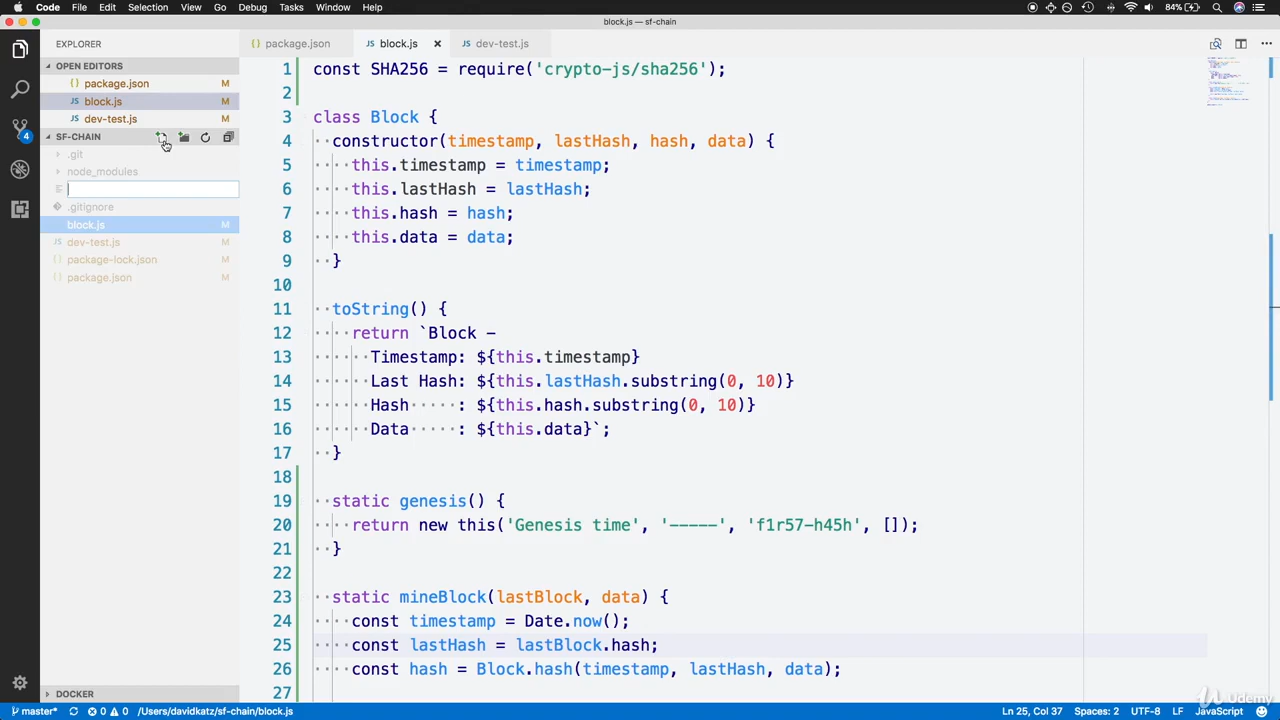 Code File Edit Selection View Go Debug Tasks Window Help 84%
block.js — sf-chain
EXPLORER
package.json
block.js
dev-test.js
OPEN EDITORS
package.json M
block.js M
dev-test.js M
SF-CHAIN
.git
node_modules
.gitignore
block.js M
dev-test.js M
package-lock.json M
package.json M
DOCKER
4
1 const SHA256 = require('crypto-js/sha256');
2
3 class Block {
4 constructor(timestamp, lastHash, hash, data) {
5 this.timestamp = timestamp;
6 this.lastHash = lastHash;
7 this.hash = hash;
8 this.data = data;
9 }
10
11 toString() {
12 return `Block -
13 Timestamp: ${this.timestamp}
14 Last Hash: ${this.lastHash.substring(0, 10)}
15 Hash : ${this.hash.substring(0, 10)}
16 Data : ${this.data}`;
17 }
18
19 static genesis() {
20 return new this('Genesis time', '-----', 'f1r57-h45h', []);
21 }
22
23 static mineBlock(lastBlock, data) {
24 const timestamp = Date.now();
25 const lastHash = lastBlock.hash;
26 const hash = Block.hash(timestamp, lastHash, data);
27
master* 0 0 /Users/davidkatz/sf-chain/block.js Ln 25, Col 37 Spaces: 2 UTF-8 LF JavaScript
Udemy